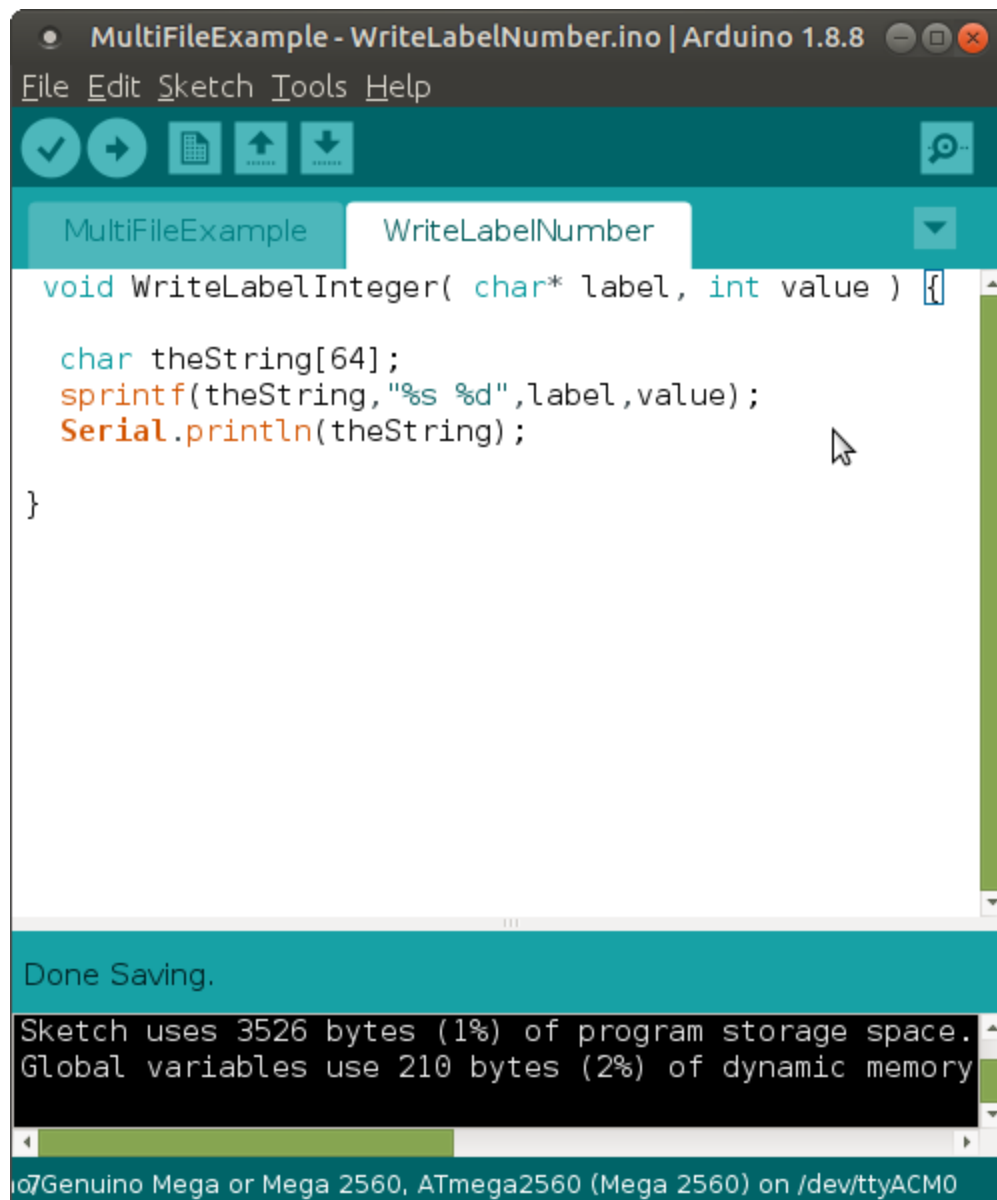 MultiFileExample - WriteLabelNumber.ino | Arduino 1.8.8
File Edit Sketch Tools Help
MultiFileExample WriteLabelNumber
void WriteLabelInteger( char* label, int value ) {
char theString[64];
sprintf(theString,"%s %d",label,value);
Serial.println(theString);
}
Done Saving.
Sketch uses 3526 bytes (1%) of program storage space.
Global variables use 210 bytes (2%) of dynamic memory
7Genuino Mega or Mega 2560, ATmega2560 (Mega 2560) on /dev/ttyACM0